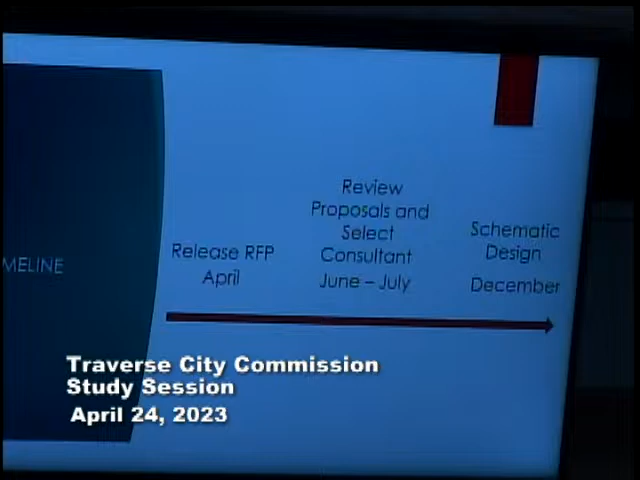 MELINE
Release RFP
April
Review
Proposals and
Select
Consultant
June – July
Schematic
Design
December
Traverse City Commission
Study Session
April 24, 2023